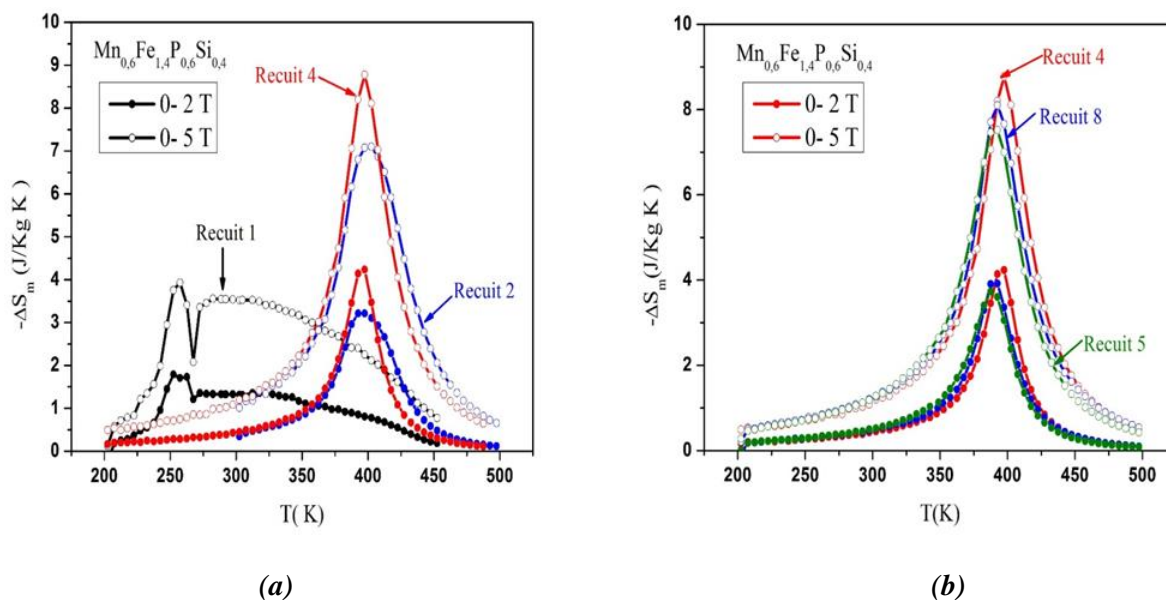 10
9
8
7
6
5
4
3
2
1
0
-ΔSm (J/Kg K)
Mn0,6Fe1,4P0,6Si0,4
0- 2 T
0- 5 T
Recuit 4
Recuit 1
Recuit 2
200 250 300 350 400 450 500
T( K)
(a)
10
8
6
4
2
0
-ΔSm(J/Kg K)
Mn0,6Fe1,4P0,6Si0,4
0- 2 T
0- 5 T
Recuit 4
Recuit 8
Recuit 5
200 250 300 350 400 450 500
T(K)
(b)